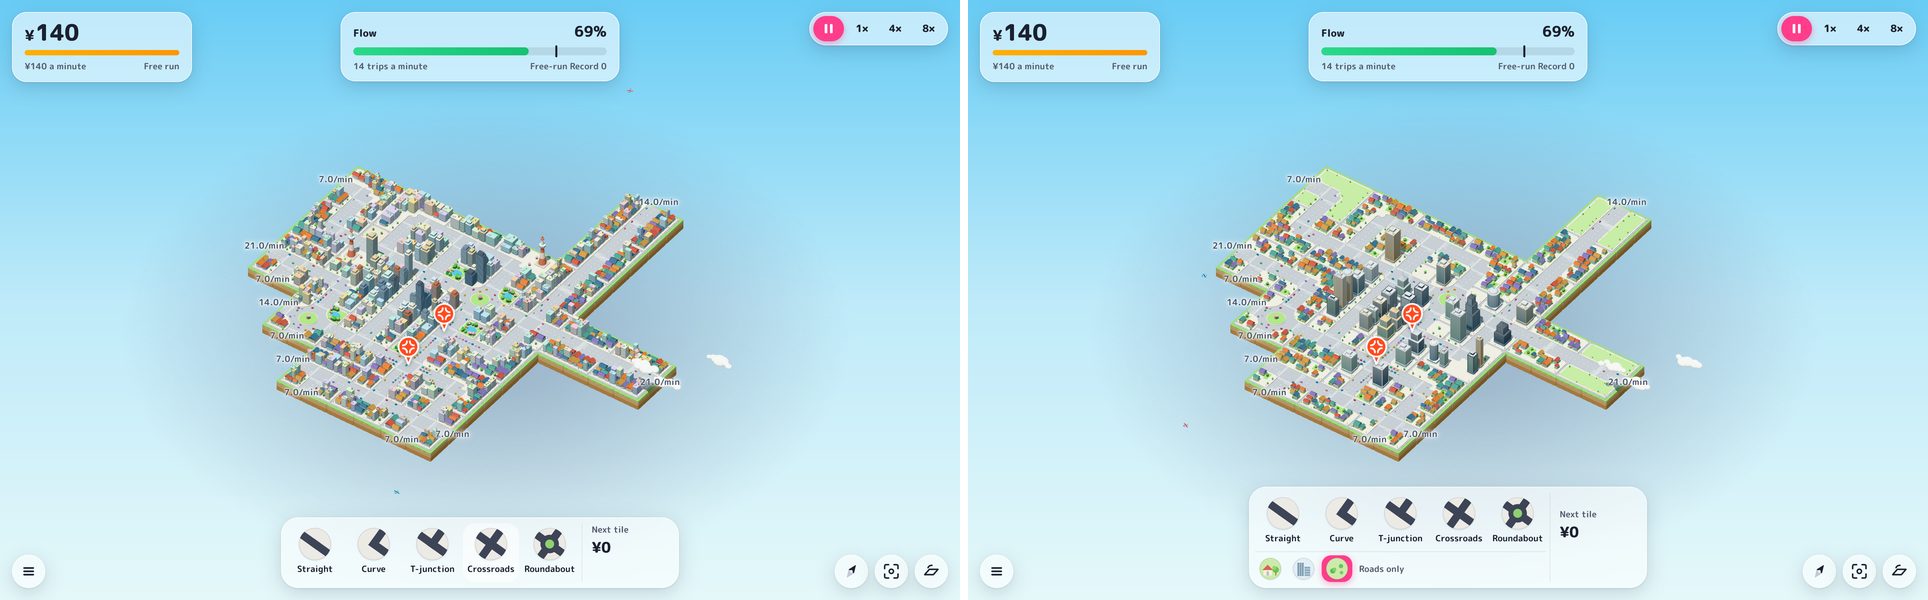 ¥140
¥140 a minute
Free run
Flow
69%
14 trips a minute
Free-run Record 0
1×
4×
8×
7.0/min
14.0/min
21.0/min
7.0/min
14.0/min
7.0/min
7.0/min
21.0/min
7.0/min
7.0/min
7.0/min
Straight
Curve
T-junction
Crossroads
Roundabout
Next tile
¥0
¥140
¥140 a minute
Free run
Flow
69%
14 trips a minute
Free-run Record 0
1×
4×
8×
7.0/min
14.0/min
21.0/min
7.0/min
14.0/min
7.0/min
7.0/min
21.0/min
7.0/min
7.0/min
7.0/min
Straight
Curve
T-junction
Crossroads
Roundabout
Next tile
¥0
Roads only